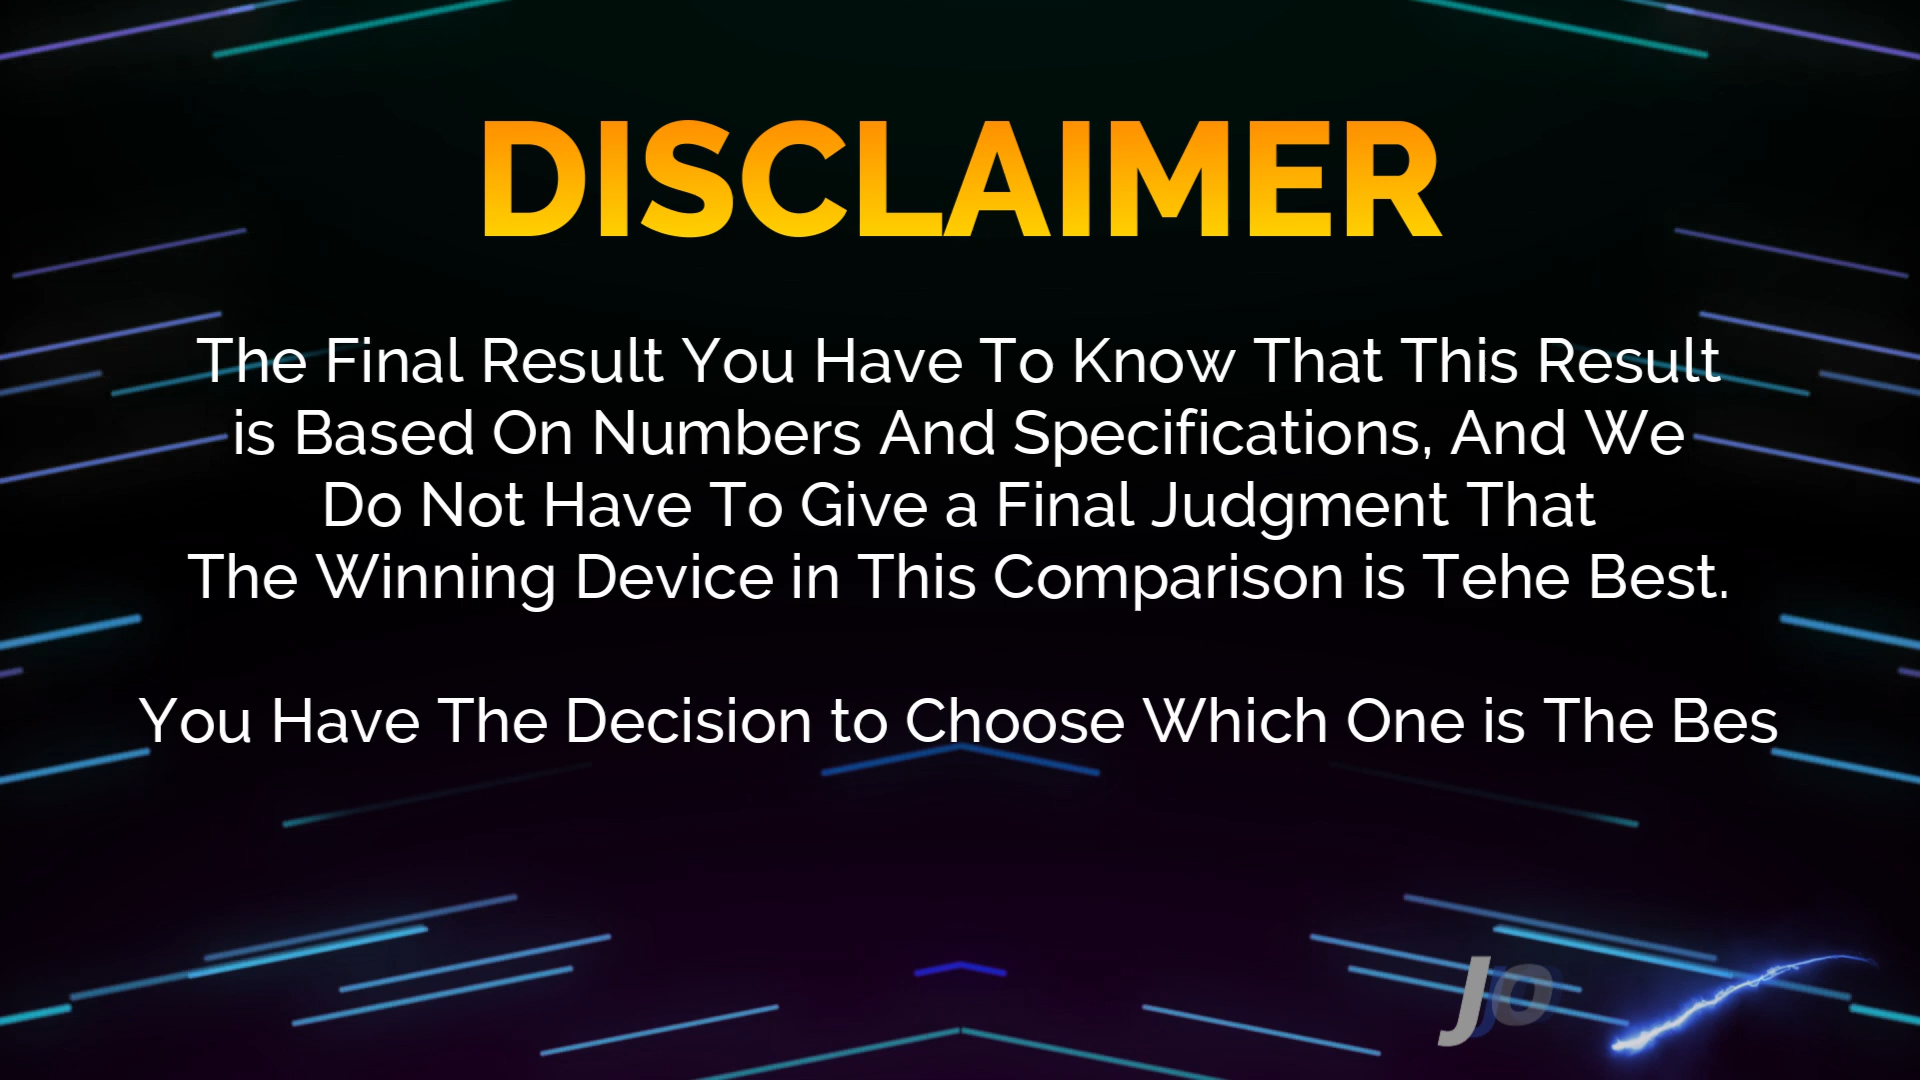 DISCLAIMER
The Final Result You Have To Know That This Result
is Based On Numbers And Specifications, And We
Do Not Have To Give a Final Judgment That
The Winning Device in This Comparison is Tehe Best.
You Have The Decision to Choose Which One is The Bes
JO